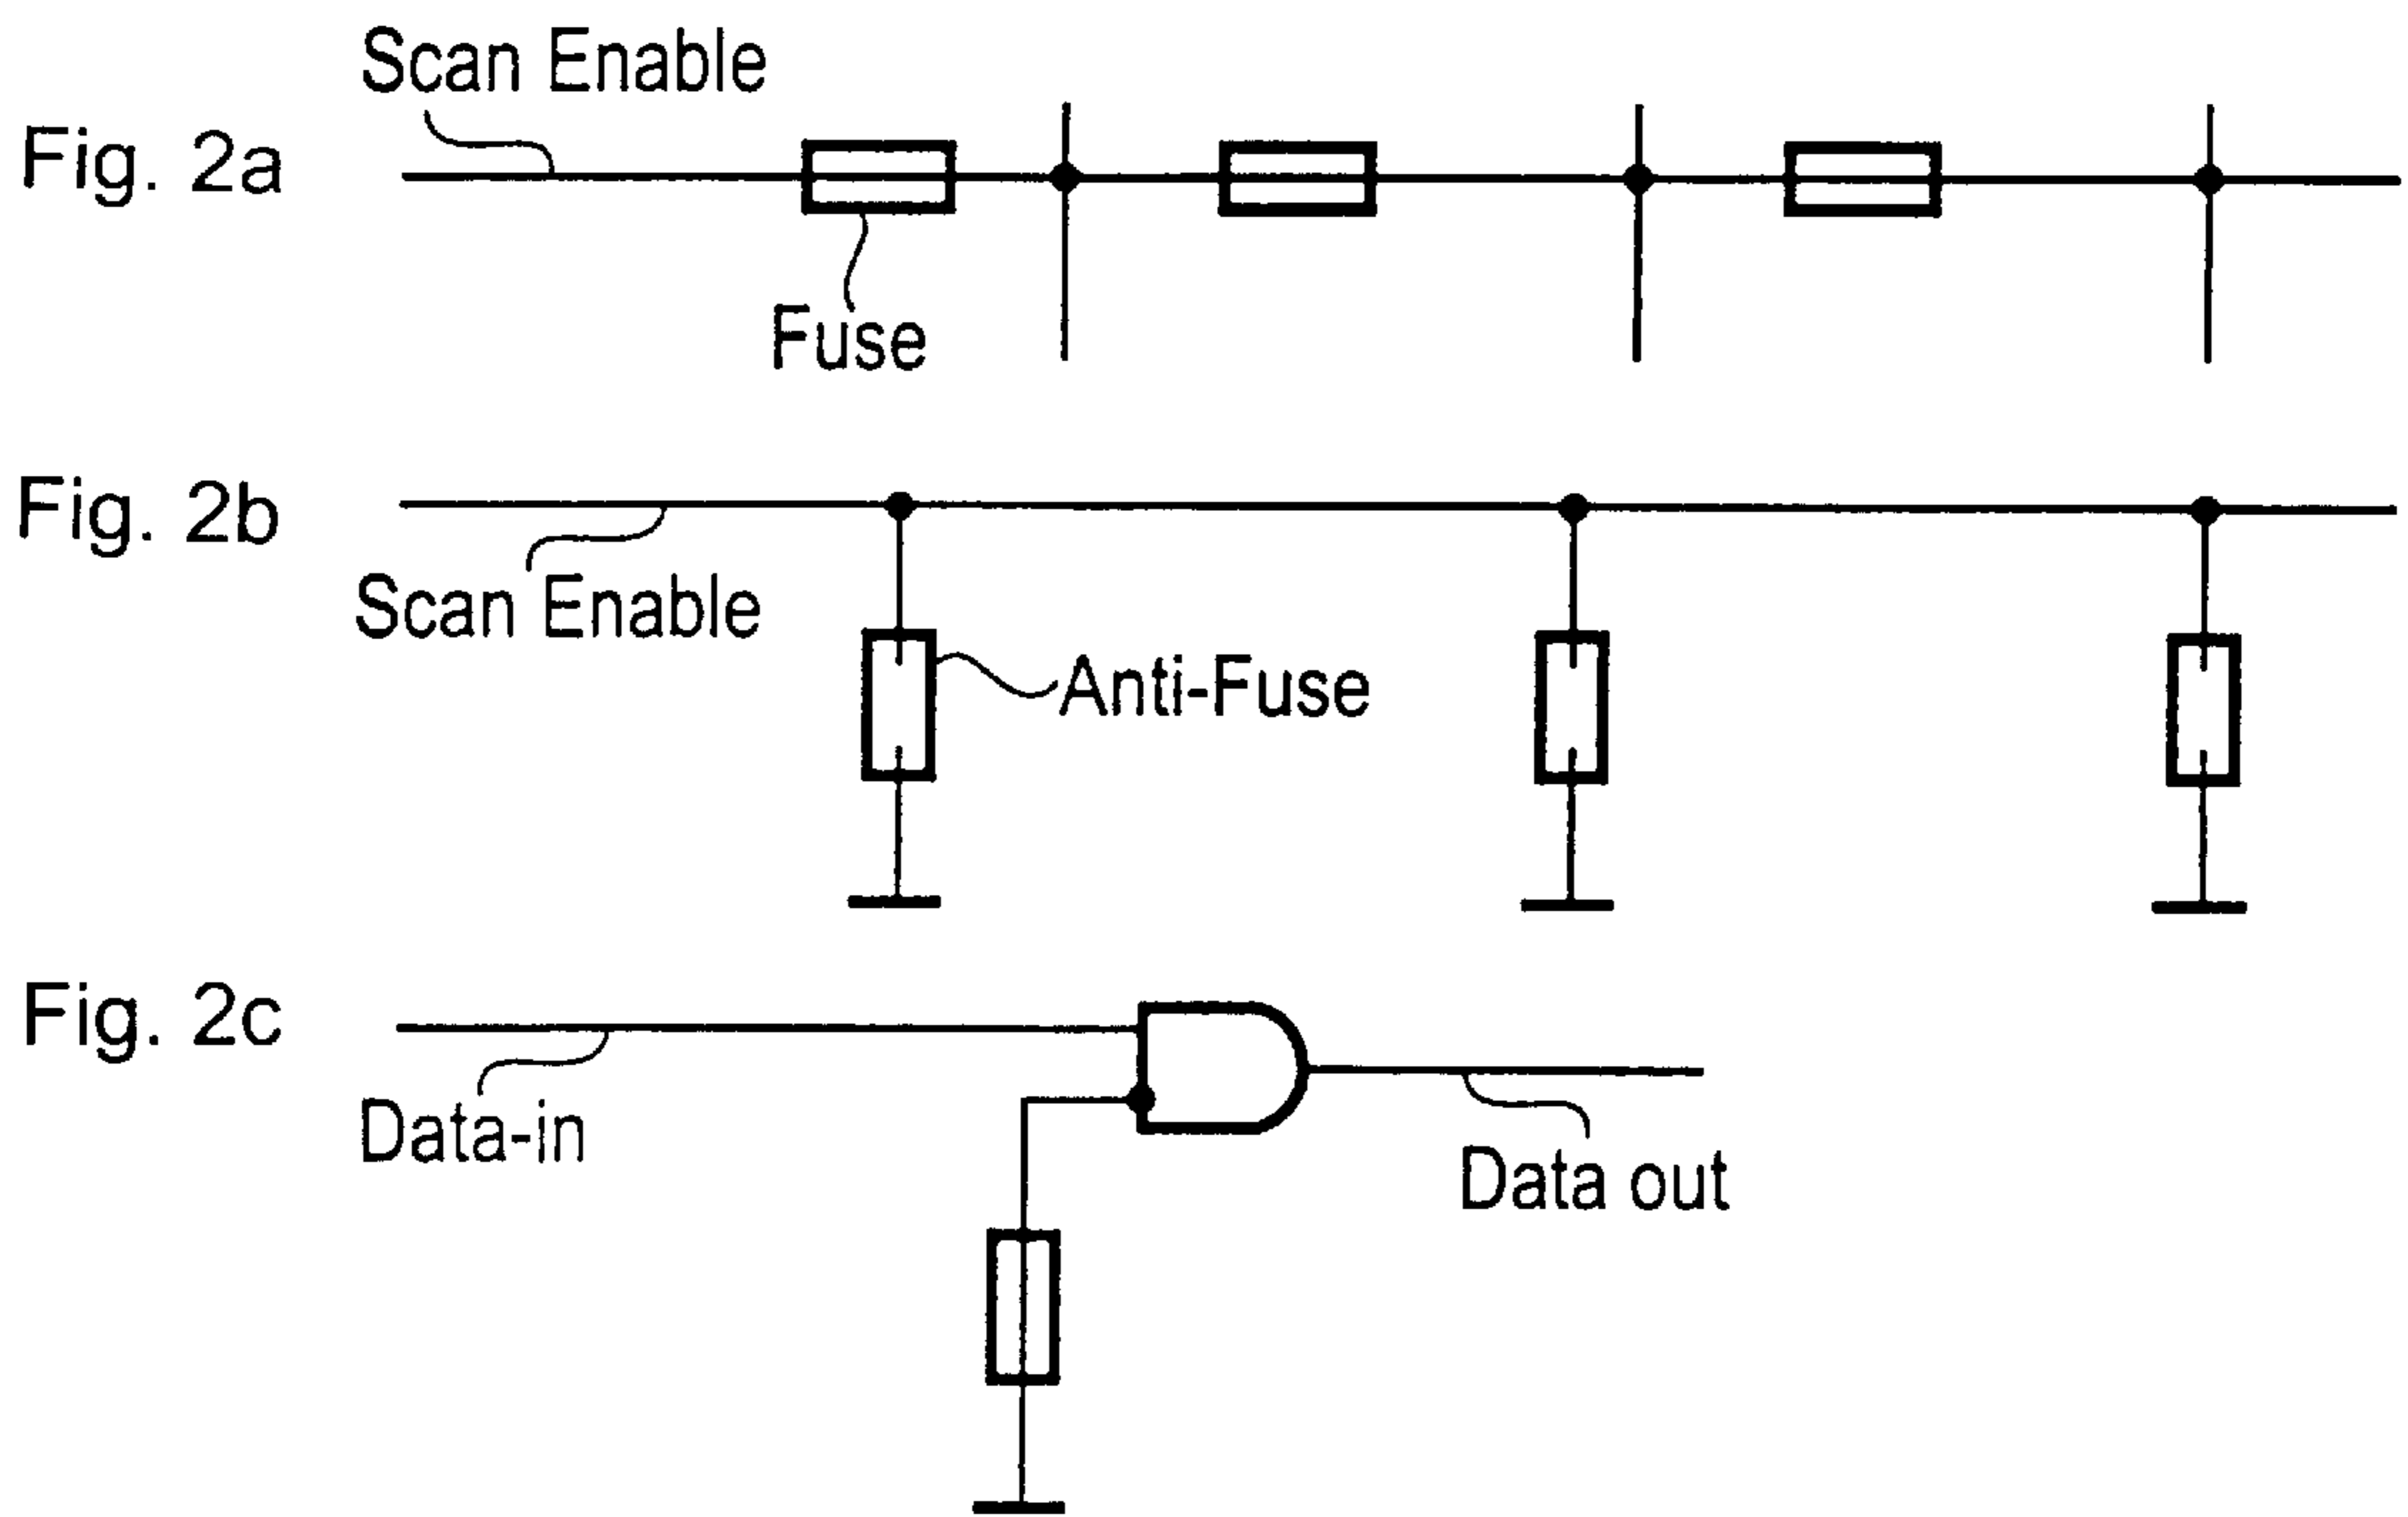 Scan Enable
Fig. 2a
Fuse
Fig. 2b
Scan Enable
Anti-Fuse
Fig. 2c
Data-in
Data out